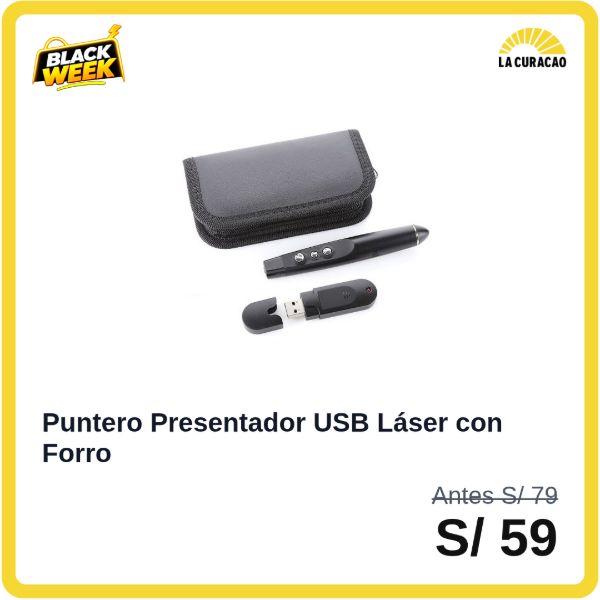 BLACK
WEEK
LA CURACAO
Puntero Presentador USB Láser con
Forro
Antes S/ 79
S/ 59